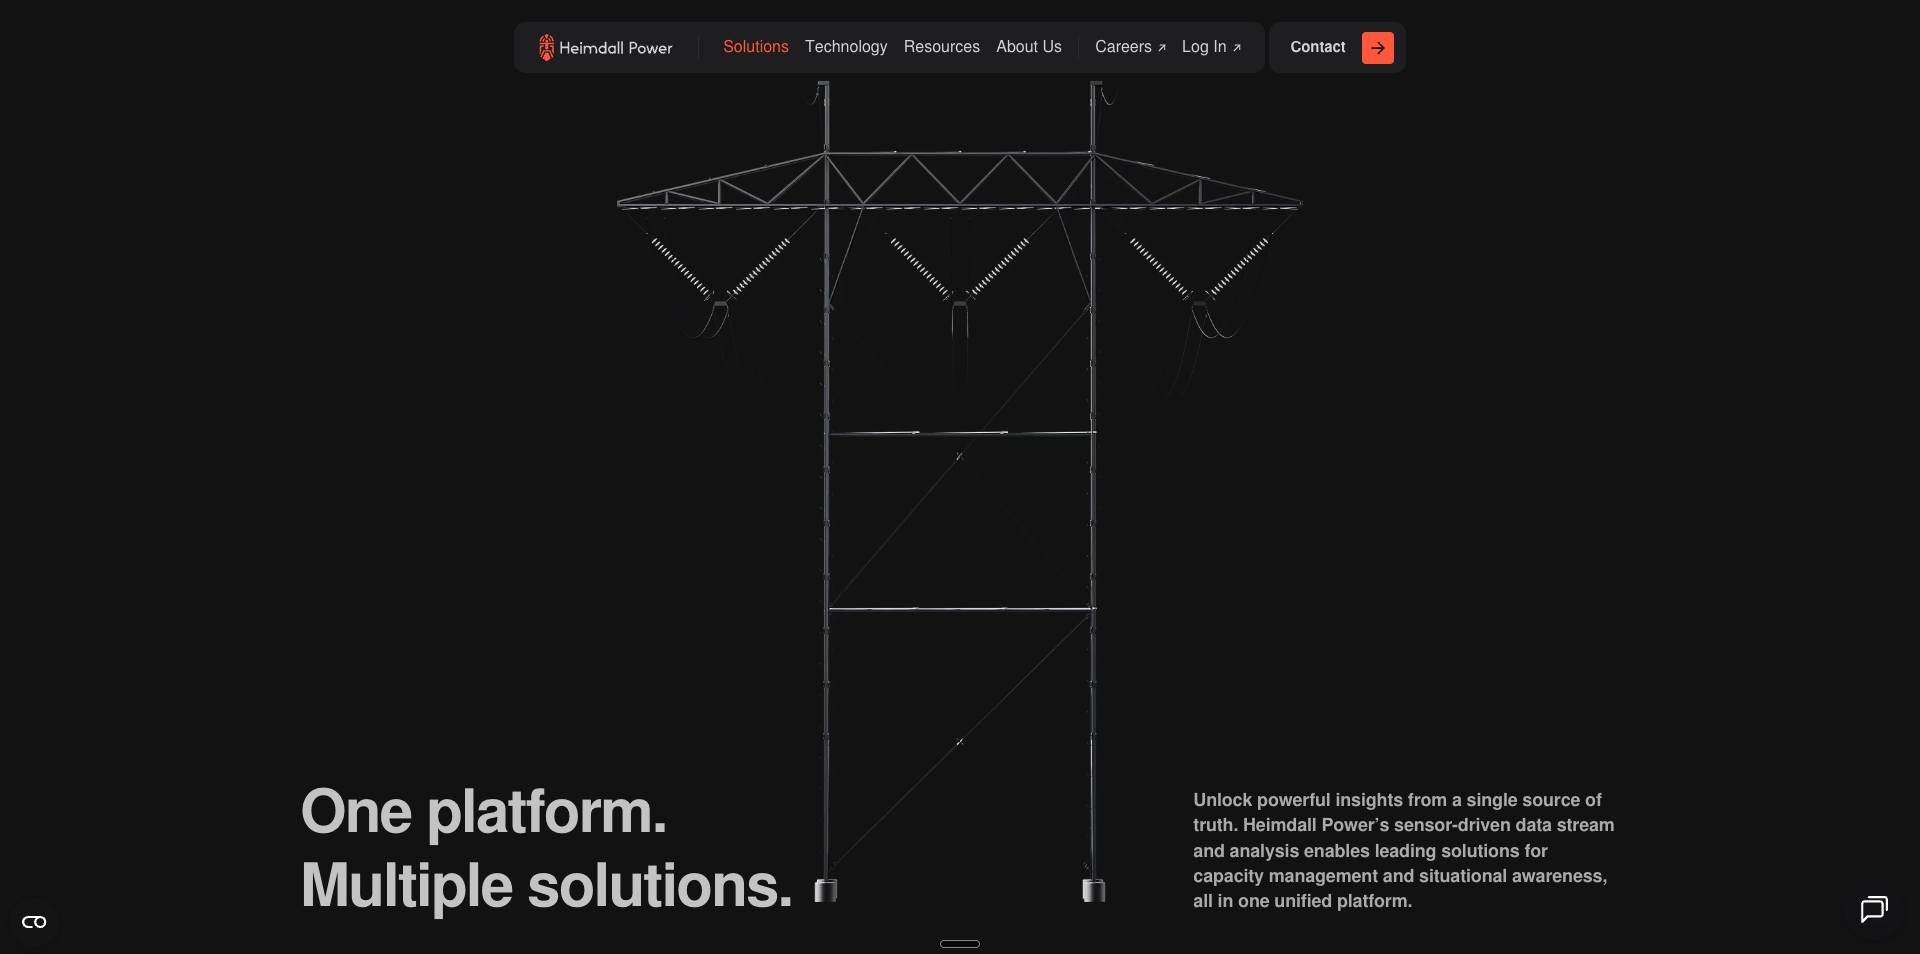 Heimdall Power
Solutions
Technology
Resources
About Us
Careers
Log In
Contact
One platform.
Multiple solutions.
Unlock powerful insights from a single source of
truth. Heimdall Power’s sensor-driven data stream
and analysis enables leading solutions for
capacity management and situational awareness,
all in one unified platform.